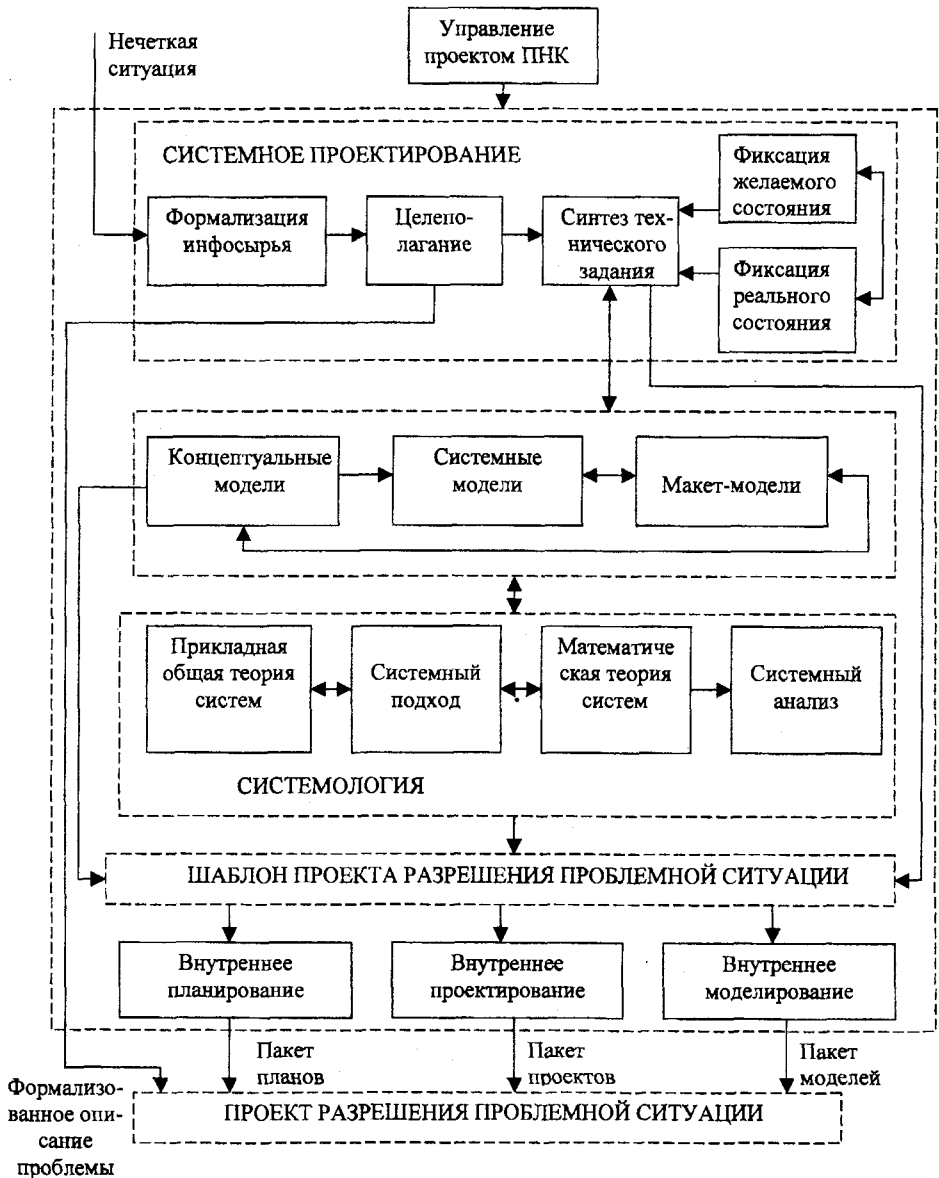 Управление
проектом ПНК
Нечеткая
ситуация
СИСТЕМНОЕ ПРОЕКТИРОВАНИЕ
Фиксация
желаемого
состояния
Формализация
инфосырья
Целепо-
лагание
Синтез тех-
нического
задания
Фиксация
реального
состояния
Концептуальные
модели
Системные
модели
Макет-модели
Прикладная
общая теория
систем
Системный
подход
Математиче
ская теория
систем
Системный
анализ
СИСТЕМОЛОГИЯ
ШАБЛОН ПРОЕКТА РАЗРЕШЕНИЯ ПРОБЛЕМНОЙ СИТУАЦИИ
Внутреннее
планирование
Внутреннее
проектирование
Внутреннее
моделирование
Пакет
планов
Пакет
проектов
Пакет
моделей
Формализо-
ванное опи-
сание
проблемы
ПРОЕКТ РАЗРЕШЕНИЯ ПРОБЛЕМНОЙ СИТУАЦИИ